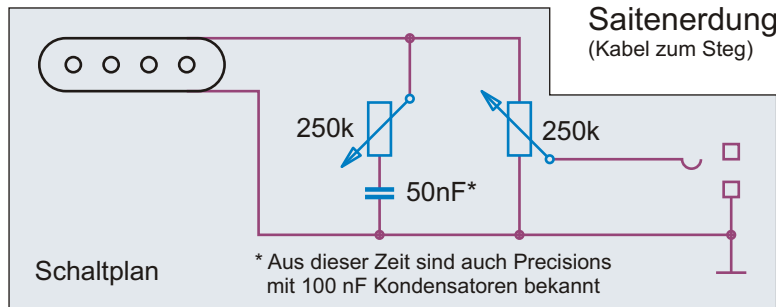 Saitenerdung
(Kabel zum Steg)
250k
250k
50nF*
Schaltplan
* Aus dieser Zeit sind auch Precisions
mit 100 nF Kondensatoren bekannt